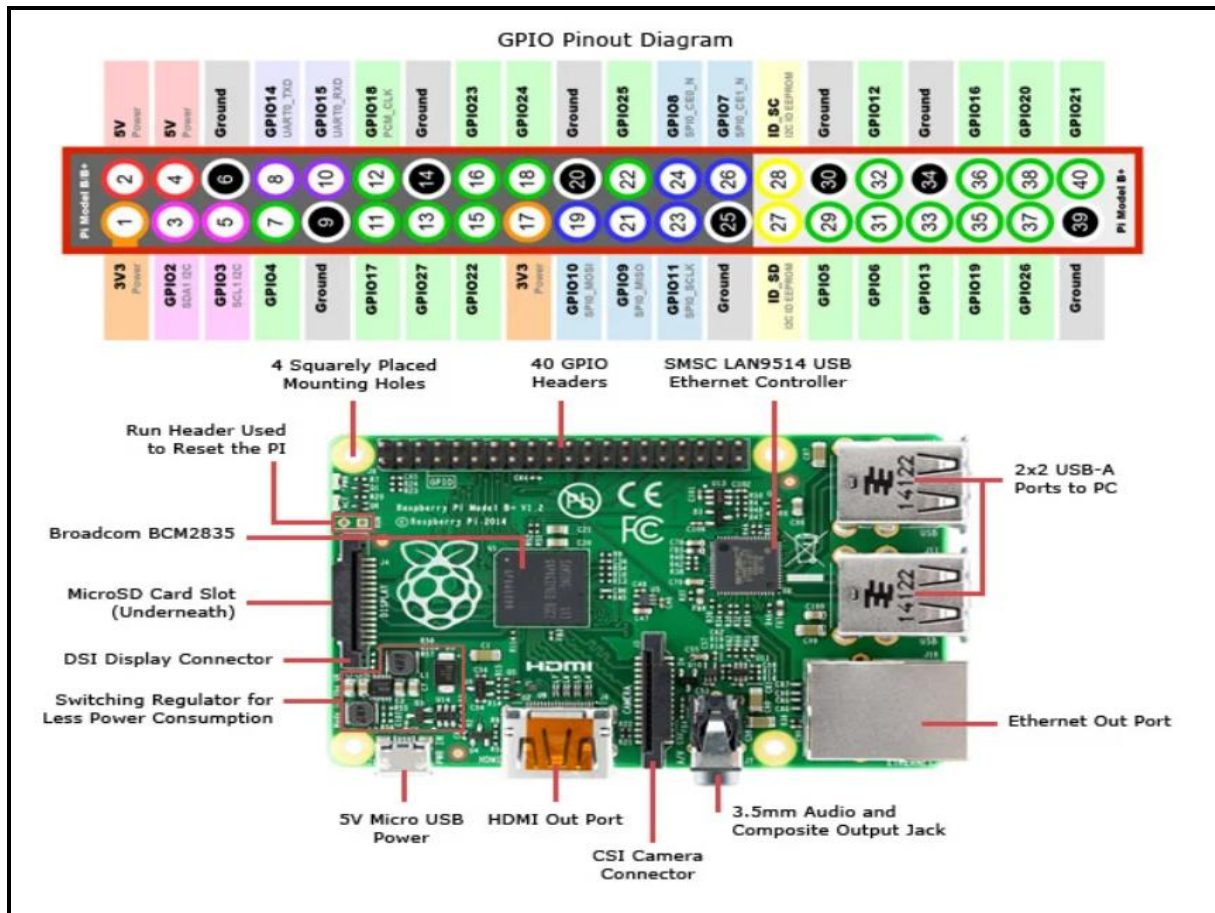 GPIO Pinout Diagram
5V
Power
5V
Power
Ground
GPIO14
UART0_TXD
GPIO15
UART0_RXD
GPIO18
PCM_CLK
Ground
GPIO23
GPIO24
Ground
GPIO25
GPIO8
SPI0_CE0_N
GPIO7
SPI0_CE1_N
ID_SC
I2C ID EEPROM
Ground
GPIO12
Ground
GPIO16
GPIO20
GPIO21
Pi Model B/B+
2 4 6 8 10 12 14 16 18 20 22 24 26 28 30 32 34 36 38 40
1 3 5 7 9 11 13 15 17 19 21 23 25 27 29 31 33 35 37 39
Pi Model B+
3V3
Power
GPIO2
SDA1 I2C
GPIO3
SCL1 I2C
GPIO4
Ground
GPIO17
GPIO27
GPIO22
3V3
Power
GPIO10
SPI0_MOSI
GPIO9
SPI0_MISO
GPIO11
SPI0_SCLK
Ground
ID_SD
I2C ID EEPROM
GPIO5
GPIO6
GPIO13
GPIO19
GPIO26
Ground
4 Squarely Placed
Mounting Holes
40 GPIO
Headers
SMSC LAN9514 USB
Ethernet Controller
Run Header Used
to Reset the PI
2x2 USB-A
Ports to PC
Broadcom BCM2835
MicroSD Card Slot
(Underneath)
DSI Display Connector
Switching Regulator for
Less Power Consumption
Ethernet Out Port
5V Micro USB
Power
HDMI Out Port
CSI Camera
Connector
3.5mm Audio and
Composite Output Jack
GPIO
Raspberry Pi Model B+ V1.2
© Raspberry Pi 2014
Pb
CE
FC
14122
14122
USB
USB
DISPLAY
HDMI
CAMERA